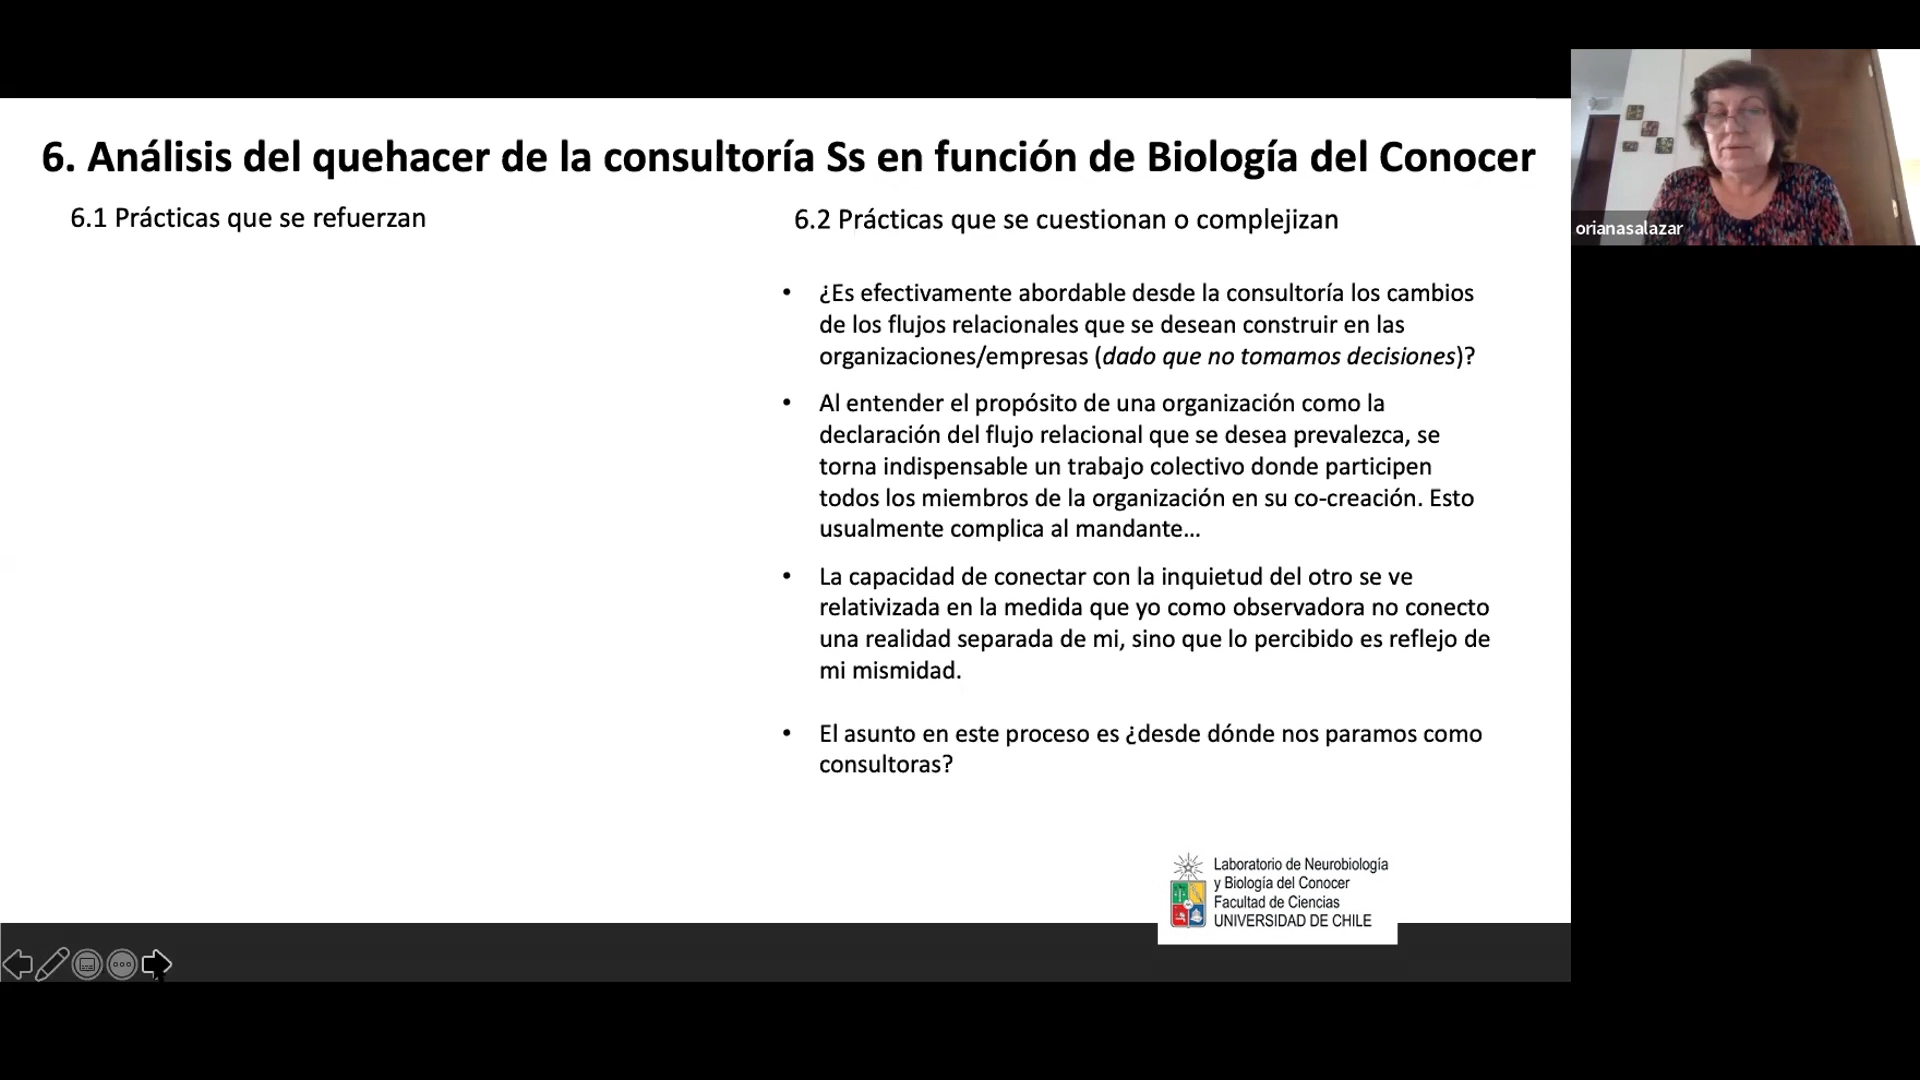 6. Análisis del quehacer de la consultoría Ss en función de Biología del Conocer
6.1 Prácticas que se refuerzan
6.2 Prácticas que se cuestionan o complejizan
• ¿Es efectivamente abordable desde la consultoría los cambios
de los flujos relacionales que se desean construir en las
organizaciones/empresas (dado que no tomamos decisiones)?
• Al entender el propósito de una organización como la
declaración del flujo relacional que se desea prevalezca, se
torna indispensable un trabajo colectivo donde participen
todos los miembros de la organización en su co-creación. Esto
usualmente complica al mandante...
• La capacidad de conectar con la inquietud del otro se ve
relativizada en la medida que yo como observadora no conecto
una realidad separada de mi, sino que lo percibido es reflejo de
mi mismidad.
• El asunto en este proceso es ¿desde dónde nos paramos como
consultoras?
Laboratorio de Neurobiología
y Biología del Conocer
Facultad de Ciencias
UNIVERSIDAD DE CHILE
orianasalazar